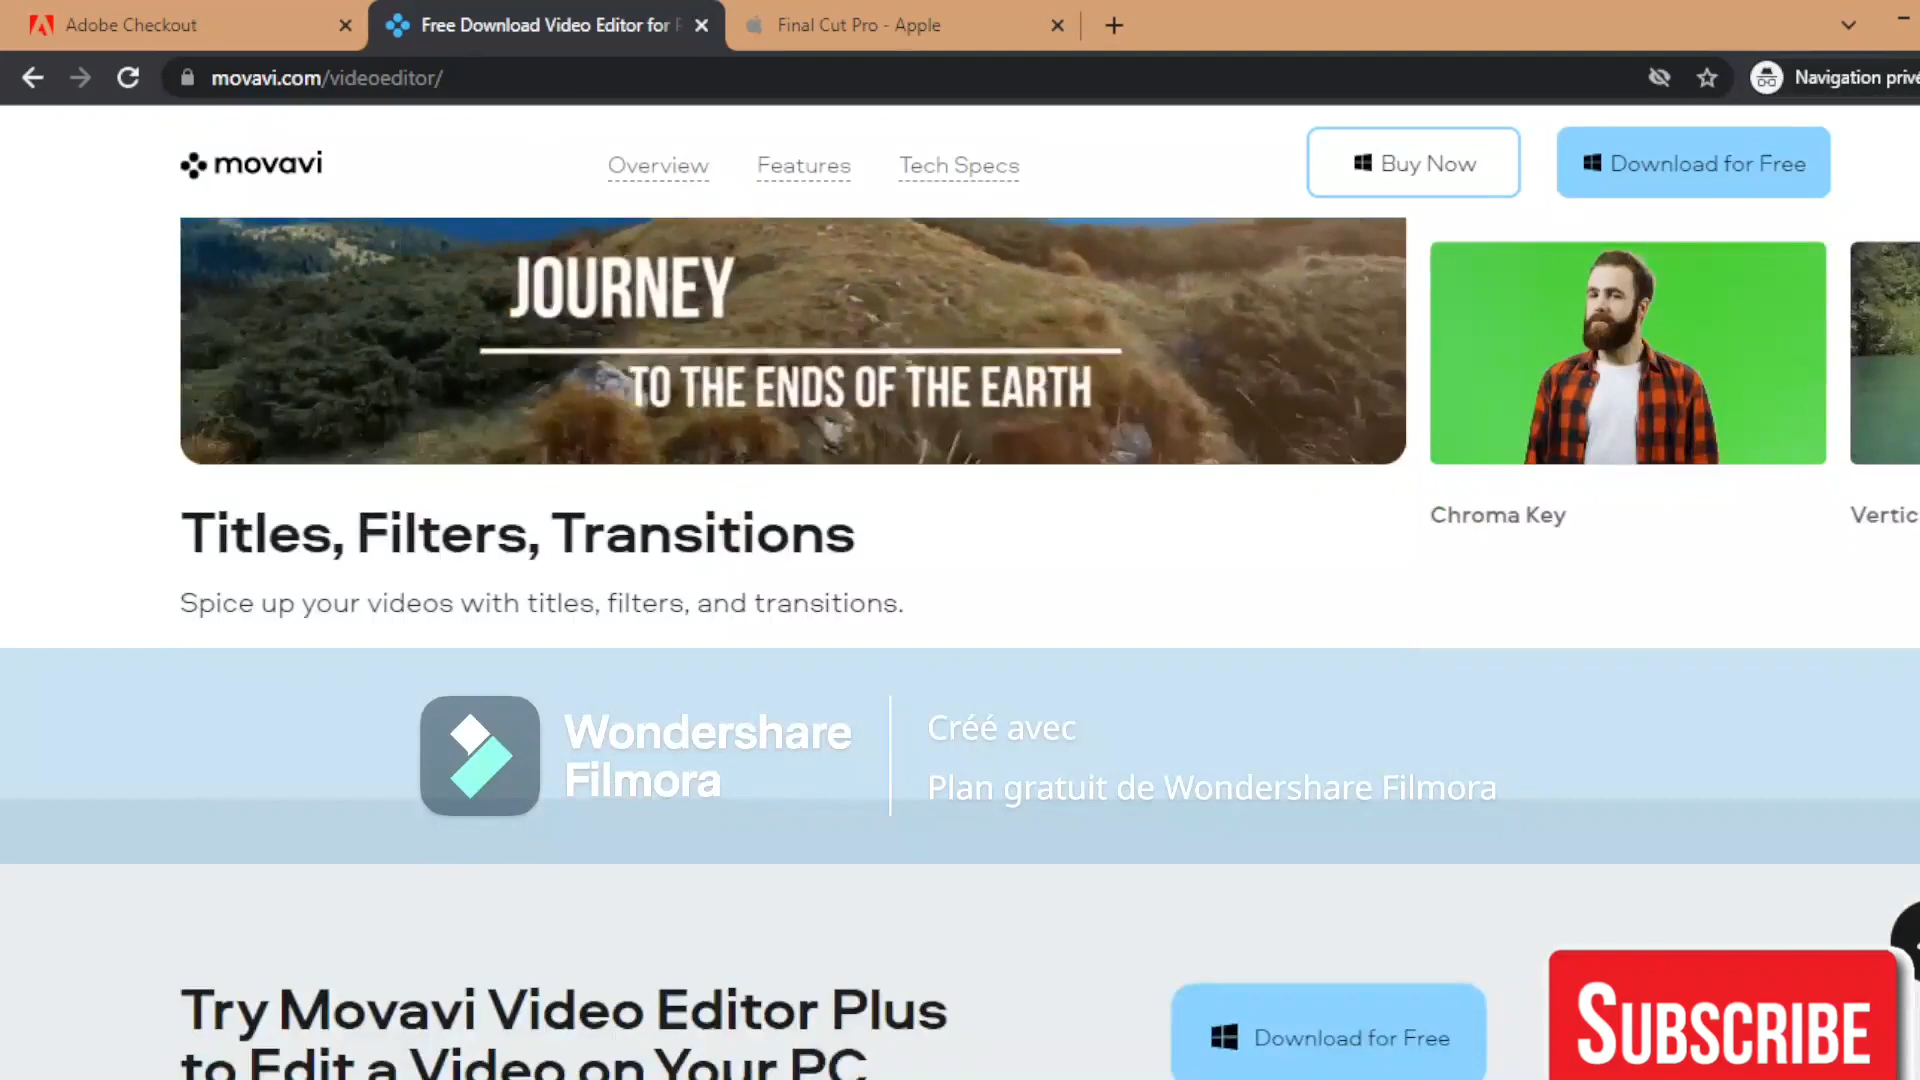 Adobe Checkout
Free Download Video Editor for
Final Cut Pro - Apple
movavi.com/videoeditor/
Navigation privé
movavi
Overview
Features
Tech Specs
Buy Now
Download for Free
JOURNEY
TO THE ENDS OF THE EARTH
Chroma Key
Vertic
Titles, Filters, Transitions
Spice up your videos with titles, filters, and transitions.
Wondershare
Filmora
Créé avec
Plan gratuit de Wondershare Filmora
Try Movavi Video Editor Plus
to Edit a Video on Your PC
Download for Free
SUBSCRIBE